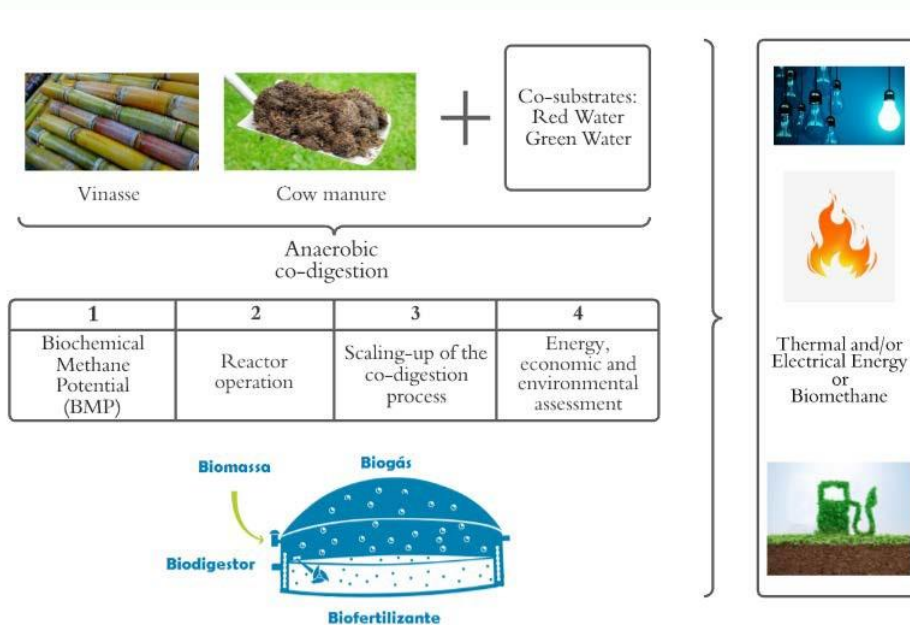 Vinasse
Cow manure
Co-substrates:
Red Water
Green Water
Anaerobic
co-digestion
1
2
3
4
Biochemical
Methane
Potential
(BMP)
Reactor
operation
Scaling-up of the
co-digestion
process
Energy,
economic and
environmental
assessment
Biomassa
Biogás
Biodigestor
Biofertilizante
Thermal and/or
Electrical Energy
or
Biomethane